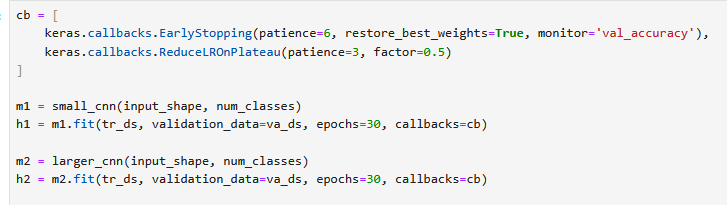 cb = [
    keras.callbacks.EarlyStopping(patience=6, restore_best_weights=True, monitor='val_accuracy'),
    keras.callbacks.ReduceLROnPlateau(patience=3, factor=0.5)
]
m1 = small_cnn(input_shape, num_classes)
h1 = m1.fit(tr_ds, validation_data=va_ds, epochs=30, callbacks=cb)
m2 = larger_cnn(input_shape, num_classes)
h2 = m2.fit(tr_ds, validation_data=va_ds, epochs=30, callbacks=cb)